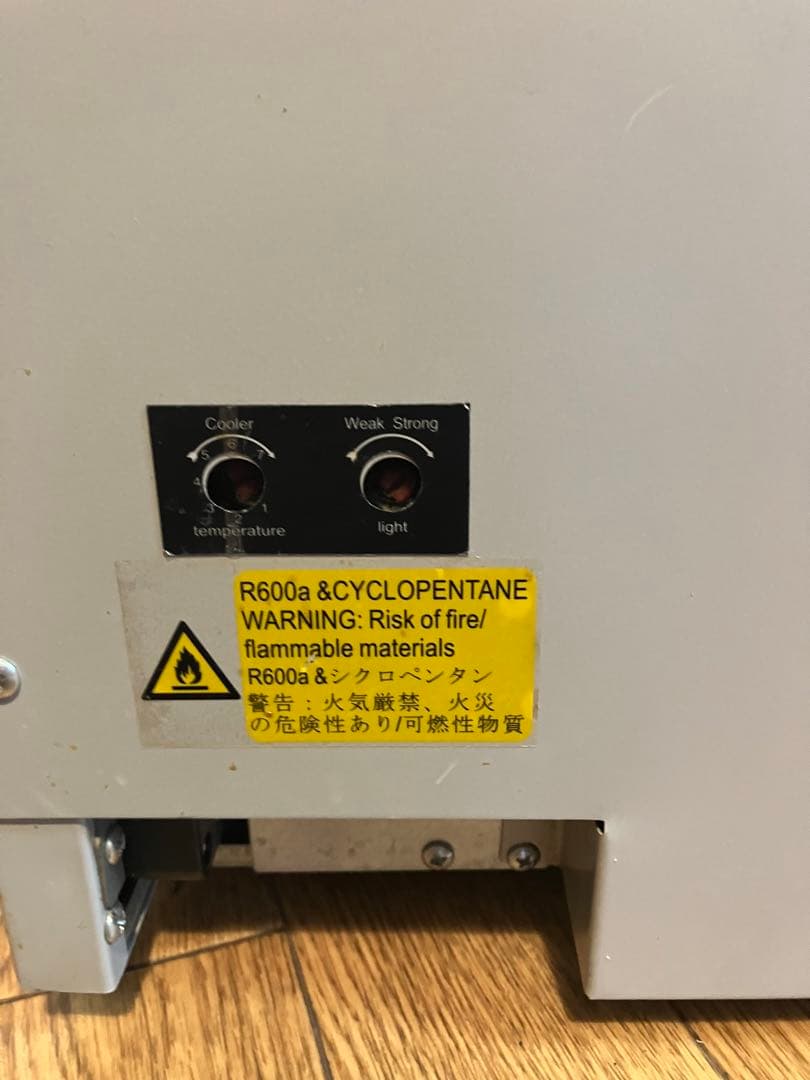 Cooler
5 6 7
4
3 2 1
temperature
Weak Strong
light
R600a &CYCLOPENTANE
WARNING: Risk of fire/
flammable materials
R600a &シクロペンタン
警告：火気厳禁、火災
の危険性あり/可燃性物質